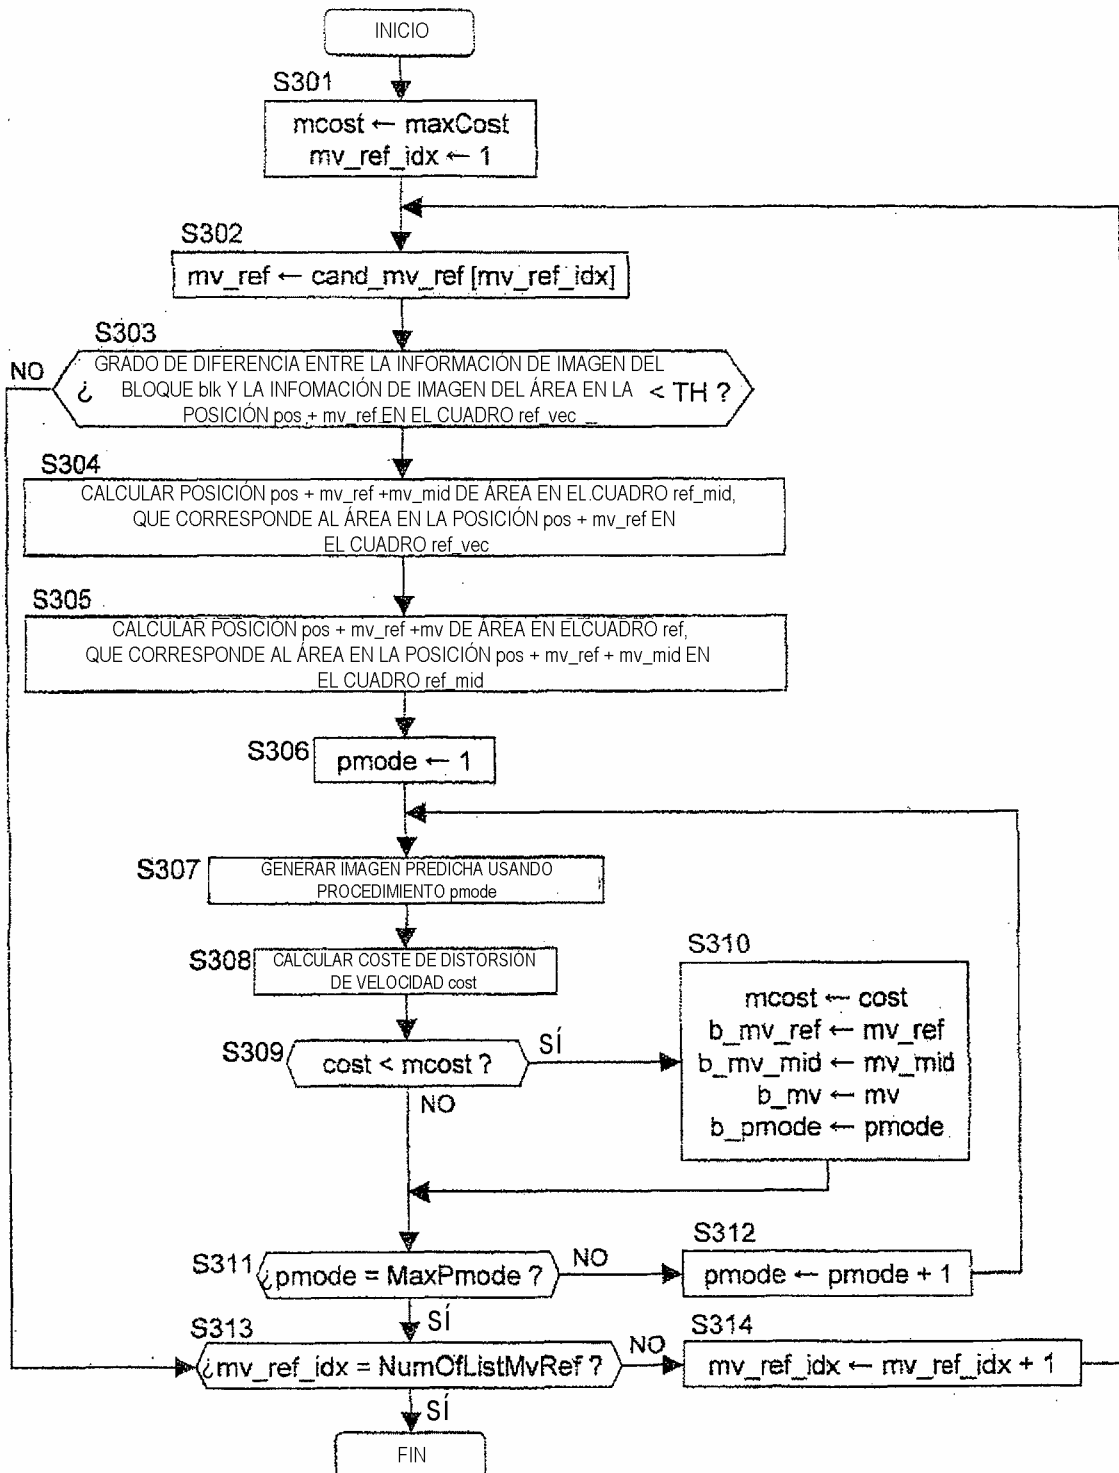 INICIO
S301
mcost ← maxCost
mv_ref_idx ← 1
S302
mv_ref ← cand_mv_ref [mv_ref_idx]
S303
NO
GRADO DE DIFERENCIA ENTRE LA INFORMACIÓN DE IMAGEN DEL
¿ BLOQUE blk Y LA INFOMACIÓN DE IMAGEN DEL ÁREA EN LA < TH ?
POSICIÓN pos + mv_ref EN EL CUADRO ref_vec
S304
CALCULAR POSICIÓN pos + mv_ref +mv_mid DE ÁREA EN EL CUADRO ref_mid,
QUE CORRESPONDE AL ÁREA EN LA POSICIÓN pos + mv_ref EN
EL CUADRO ref_vec
S305
CALCULAR POSICIÓN pos + mv_ref +mv DE ÁREA EN ELCUADRO ref,
QUE CORRESPONDE AL ÁREA EN LA POSICIÓN pos + mv_ref + mv_mid EN
EL CUADRO ref_mid
S306
pmode ← 1
S307
GENERAR IMAGEN PREDICHA USANDO
PROCEDIMIENTO pmode
S308
CALCULAR COSTE DE DISTORSIÓN
DE VELOCIDAD cost
S309
cost < mcost ?
SÍ
NO
S310
mcost ← cost
b_mv_ref ← mv_ref
b_mv_mid ← mv_mid
b_mv ← mv
b_pmode ← pmode
S311
¿pmode = MaxPmode ?
NO
SÍ
S312
pmode ← pmode + 1
S313
¿mv_ref_idx = NumOfListMvRef ?
NO
SÍ
S314
mv_ref_idx ← mv_ref_idx + 1
FIN